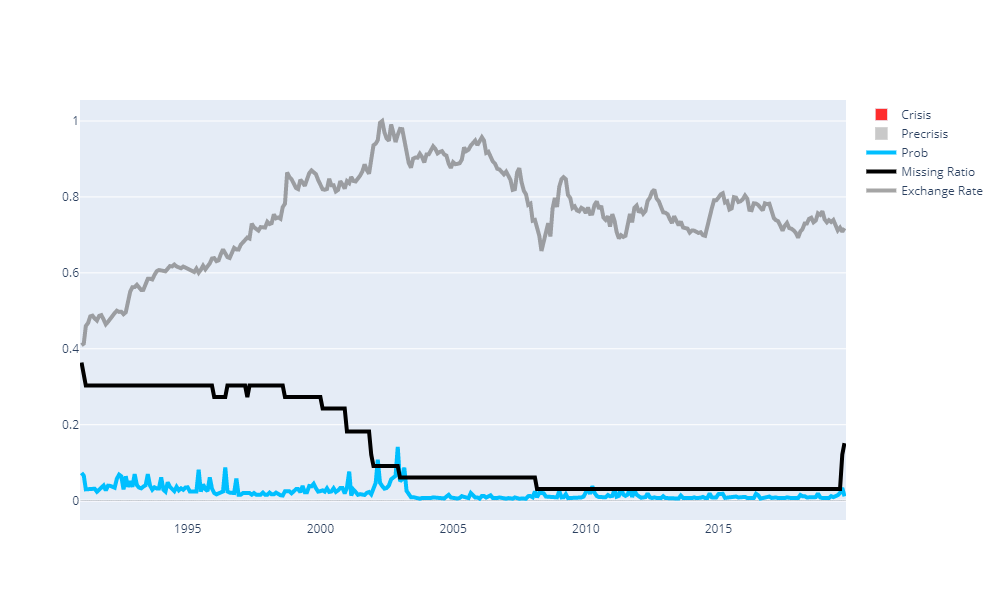 1
0.8
0.6
0.4
0.2
0
1995
2000
2005
2010
2015
Crisis
Precrisis
Prob
Missing Ratio
Exchange Rate